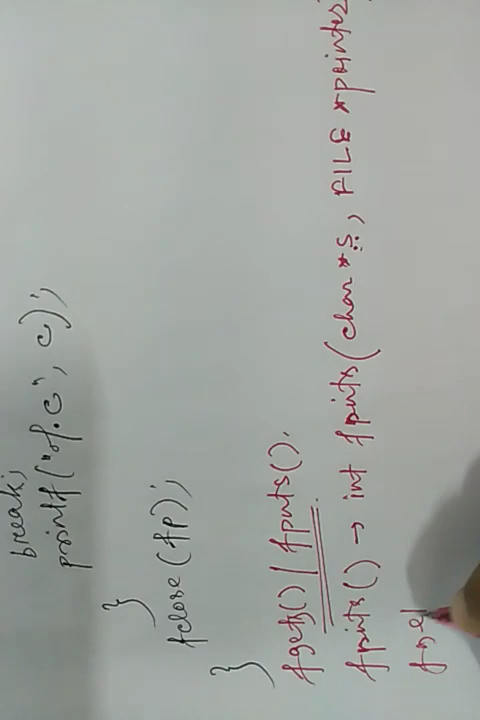 break;
printf("%c", c);
}
fclose(fp);
}
fgets() / fputs().
fputs() → int fputs(char *s, FILE *pointer